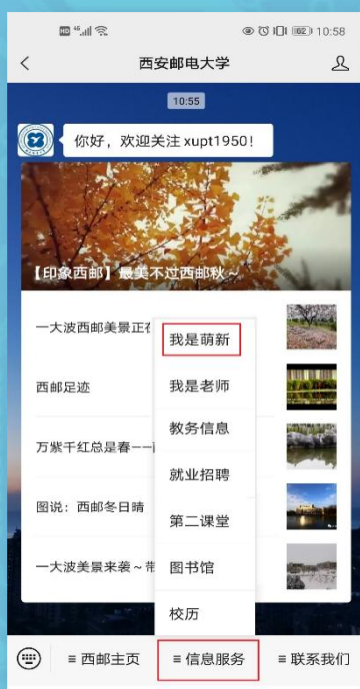 HD 46 62 10:58
西安邮电大学
10:55
你好，欢迎关注 xupt1950!
【印象西邮】最美不过西邮秋~
一大波西邮美景正在
我是萌新
西邮足迹
我是老师
教务信息
万紫千红总是春——
就业招聘
图说：西邮冬日晴
第二课堂
一大波美景来袭~带
图书馆
校历
≡ 西邮主页
≡ 信息服务
≡ 联系我们